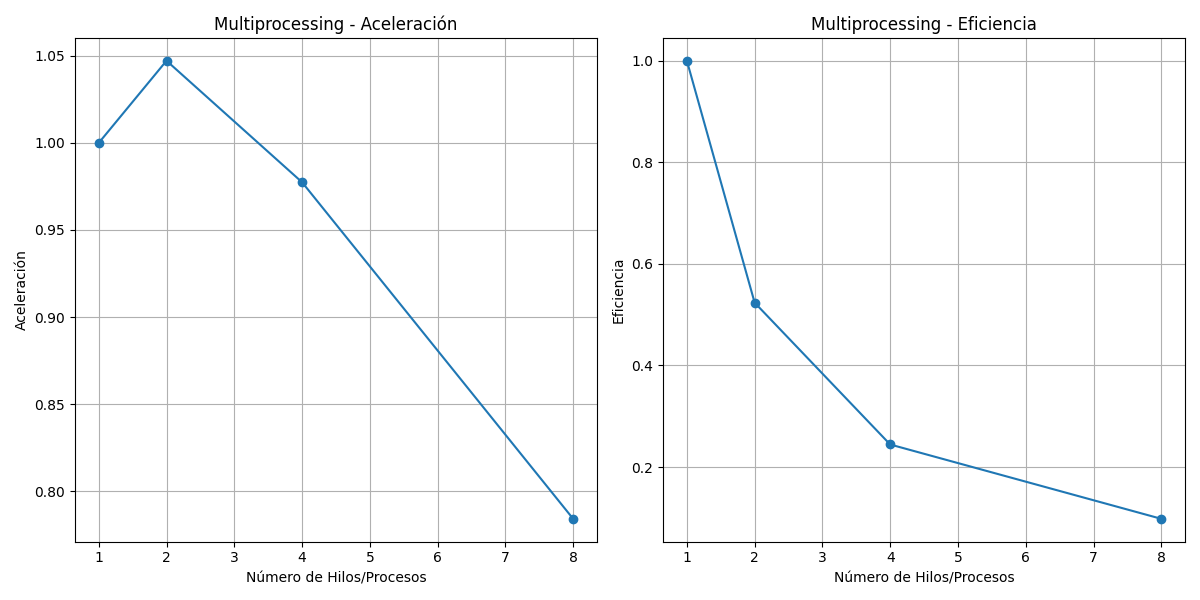 Multiprocessing - Aceleración
1.05
1.00
0.95
0.90
0.85
0.80
Aceleración
1 2 3 4 5 6 7 8
Número de Hilos/Procesos
Multiprocessing - Eficiencia
1.0
0.8
0.6
0.4
0.2
Eficiencia
1 2 3 4 5 6 7 8
Número de Hilos/Procesos